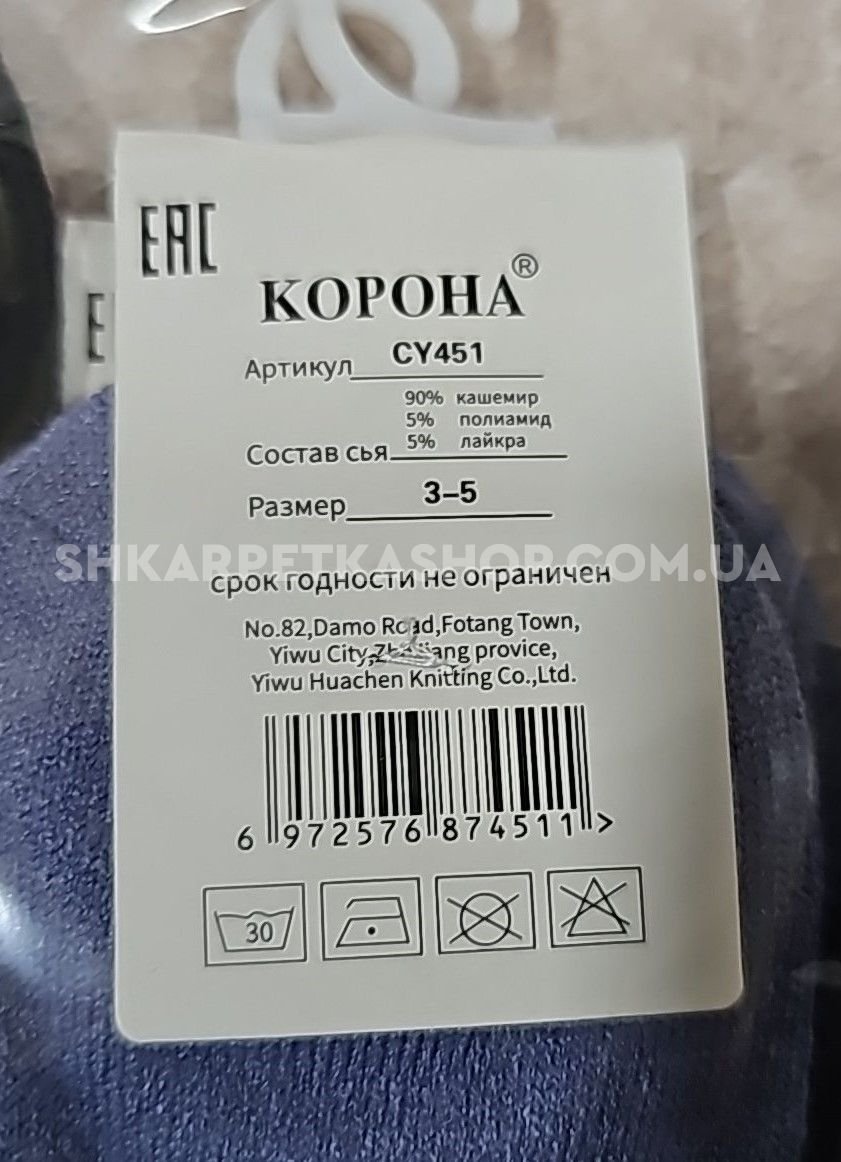 ЕАС
КОРОНА®
Артикул CY451
90% кашемир
5% полиамид
Состав сья 5% лайкра
Размер 3-5
SHKARPETKASHOP.COM.UA
срок годности не ограничен
No.82,Damo Road,Fotang Town,
Yiwu City, provice,
Yiwu Huachen Knitting Co.,Ltd.
6 972576 874511 >
30